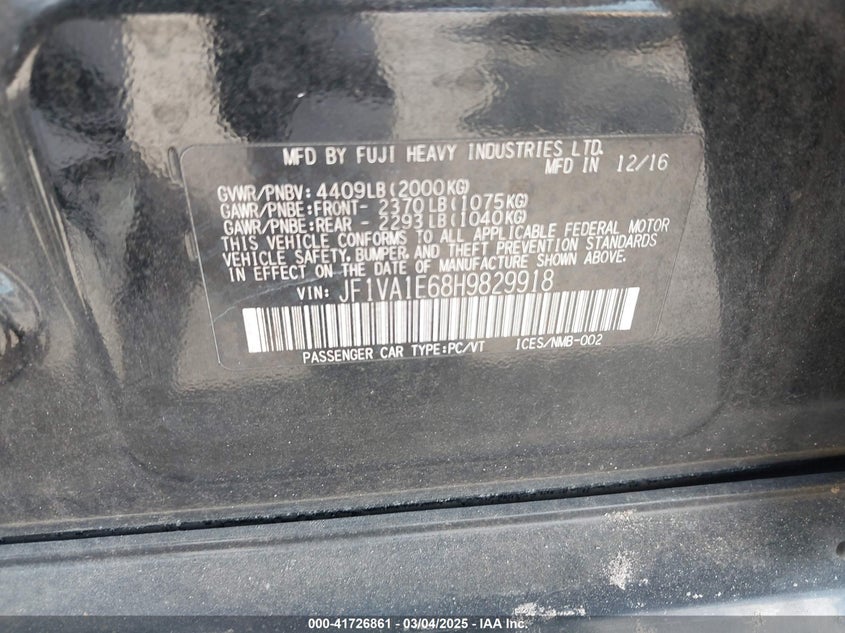 MFD BY FUJI HEAVY INDUSTRIES LTD.
MFD IN 12/16
GVWR/PNBV: 4409LB(2000KG)
GAWR/PNBE:FRONT- 2370LB(1075KG)
GAWR/PNBE:REAR - 2293LB(1040KG)
THIS VEHICLE CONFORMS TO ALL APPLICABLE FEDERAL MOTOR
VEHICLE SAFETY, BUMPER, AND THEFT PREVENTION STANDARDS
IN EFFECT ON THE DATE OF MANUFACTURE SHOWN ABOVE.
VIN: JF1VA1E68H9829918
PASSENGER CAR TYPE:PC/VT ICES/NMB-002
000-41726861 — 03/04/2025 — IAA Inc.